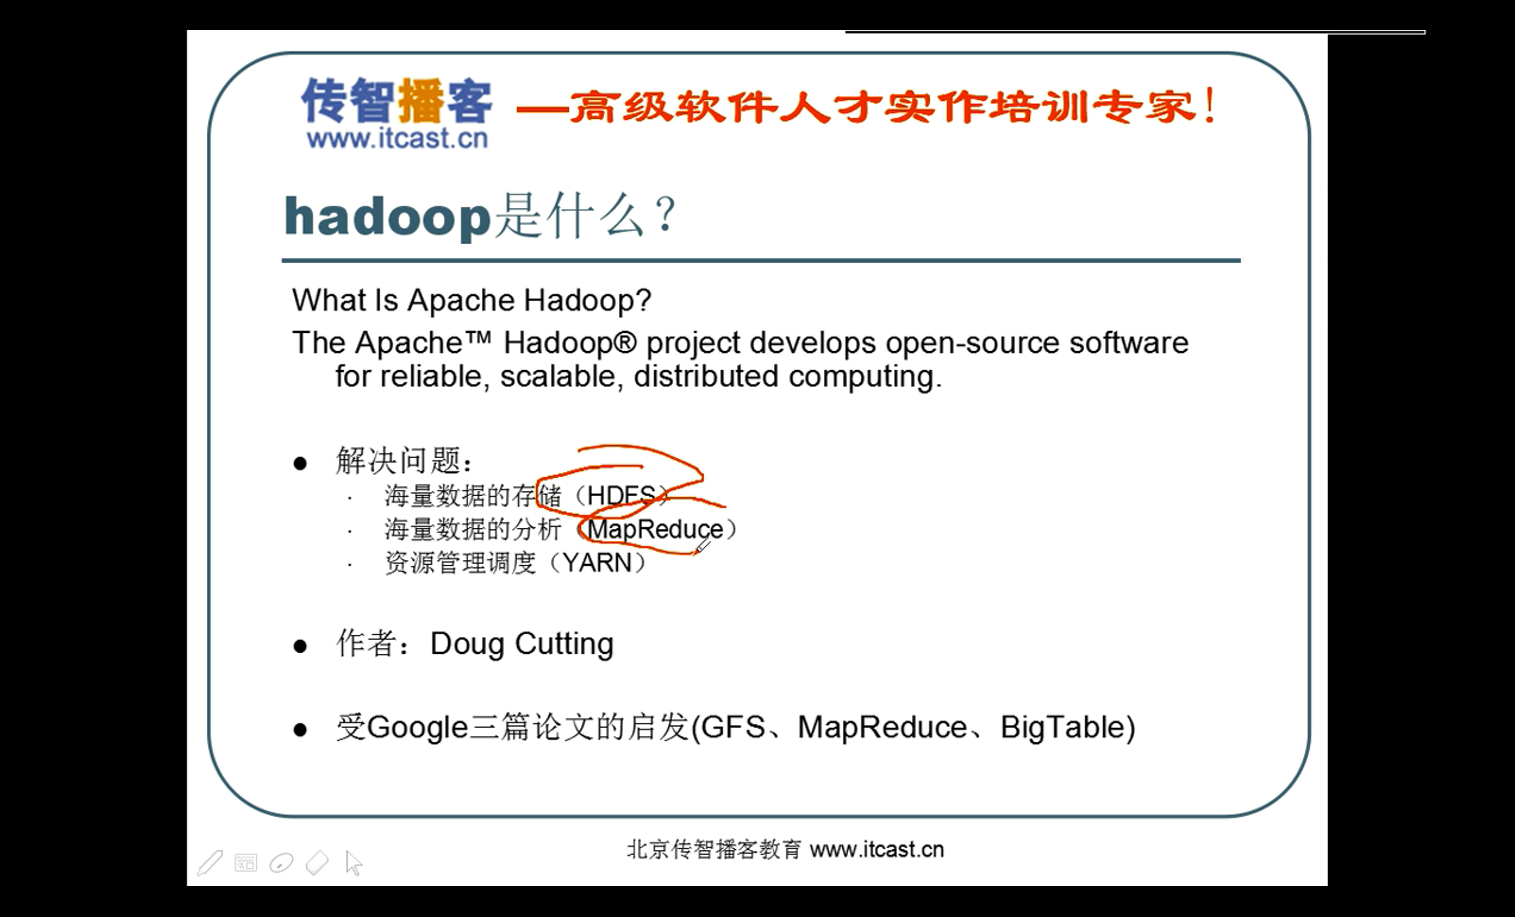 传智播客 —高级软件人才实作培训专家!
www.itcast.cn
hadoop是什么?
What Is Apache Hadoop?
The Apache™ Hadoop® project develops open-source software
for reliable, scalable, distributed computing.
● 解决问题:
· 海量数据的存储（HDFS）
· 海量数据的分析（MapReduce）
· 资源管理调度（YARN）
● 作者：Doug Cutting
● 受Google三篇论文的启发(GFS、MapReduce、BigTable)
北京传智播客教育 www.itcast.cn